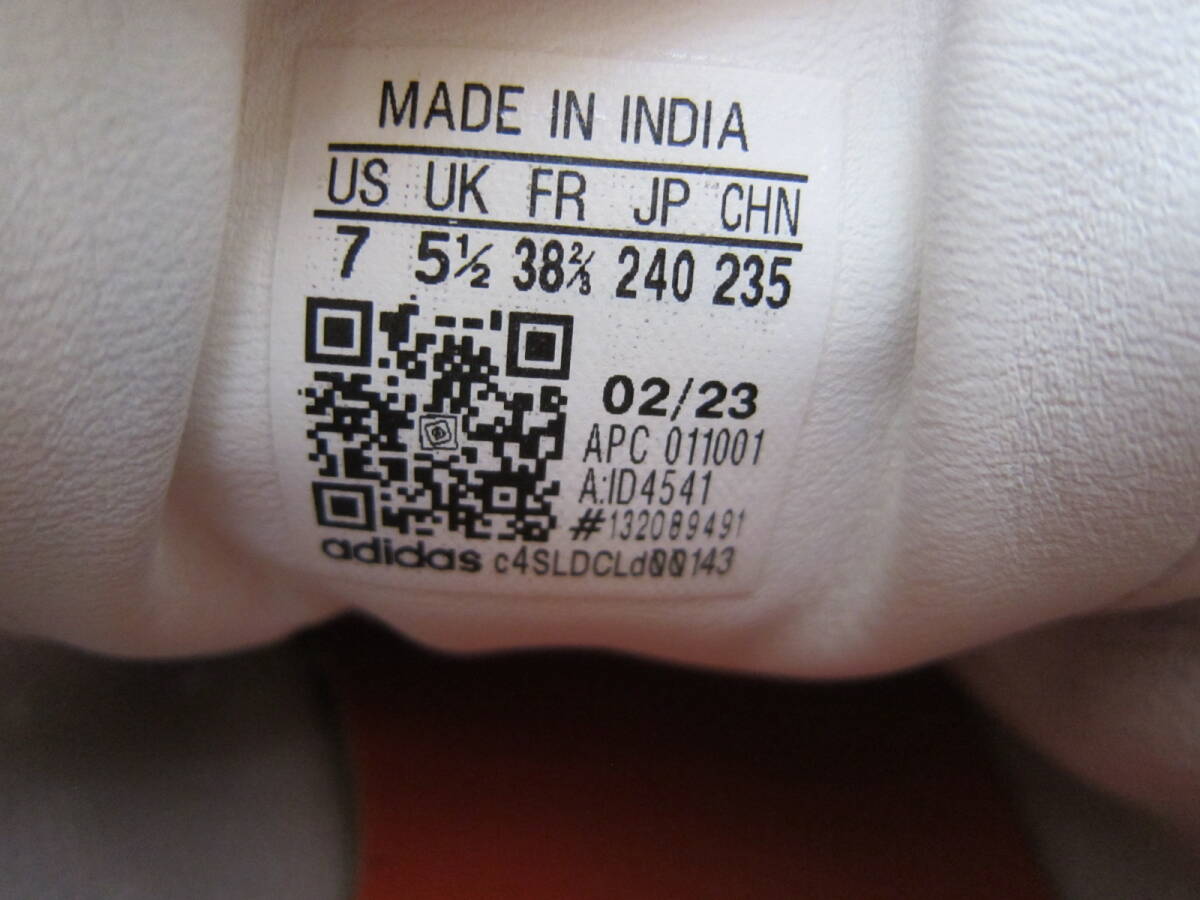 MADE IN INDIA
US UK FR JP CHN
7 5½ 38⅔ 240 235
02/23
APC 011001
A:ID4541
#132089491
adidas c4SLDCLd00143